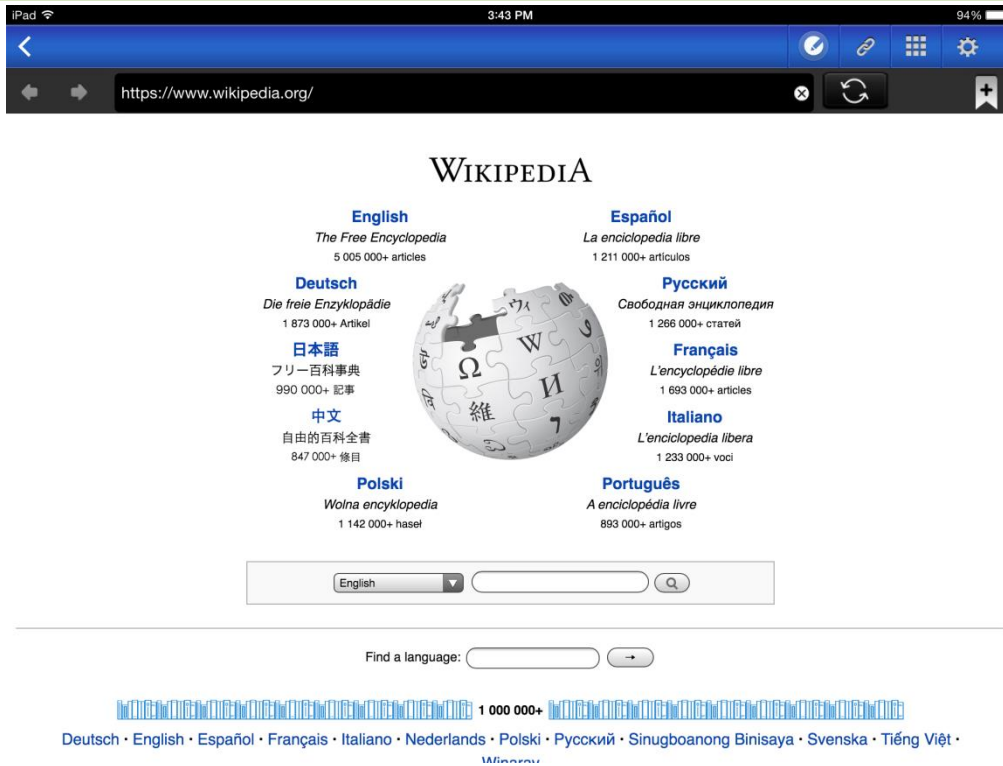 iPad 3:43 PM 94%
https://www.wikipedia.org/
WIKIPEDIA
English
The Free Encyclopedia
5 005 000+ articles
Español
La enciclopedia libre
1 211 000+ artículos
Deutsch
Die freie Enzyklopädie
1 873 000+ Artikel
Русский
Свободная энциклопедия
1 266 000+ статей
日本語
フリー百科事典
990 000+ 記事
Français
L'encyclopédie libre
1 693 000+ articles
中文
自由的百科全書
847 000+ 條目
Italiano
L'enciclopedia libera
1 233 000+ voci
Polski
Wolna encyklopedia
1 142 000+ haseł
Português
A enciclopédia livre
893 000+ artigos
Ω W И 維 7 ウィ
English
Find a language: →
1 000 000+
Deutsch · English · Español · Français · Italiano · Nederlands · Polski · Русский · Sinugboanong Binisaya · Svenska · Tiếng Việt ·
Winaray